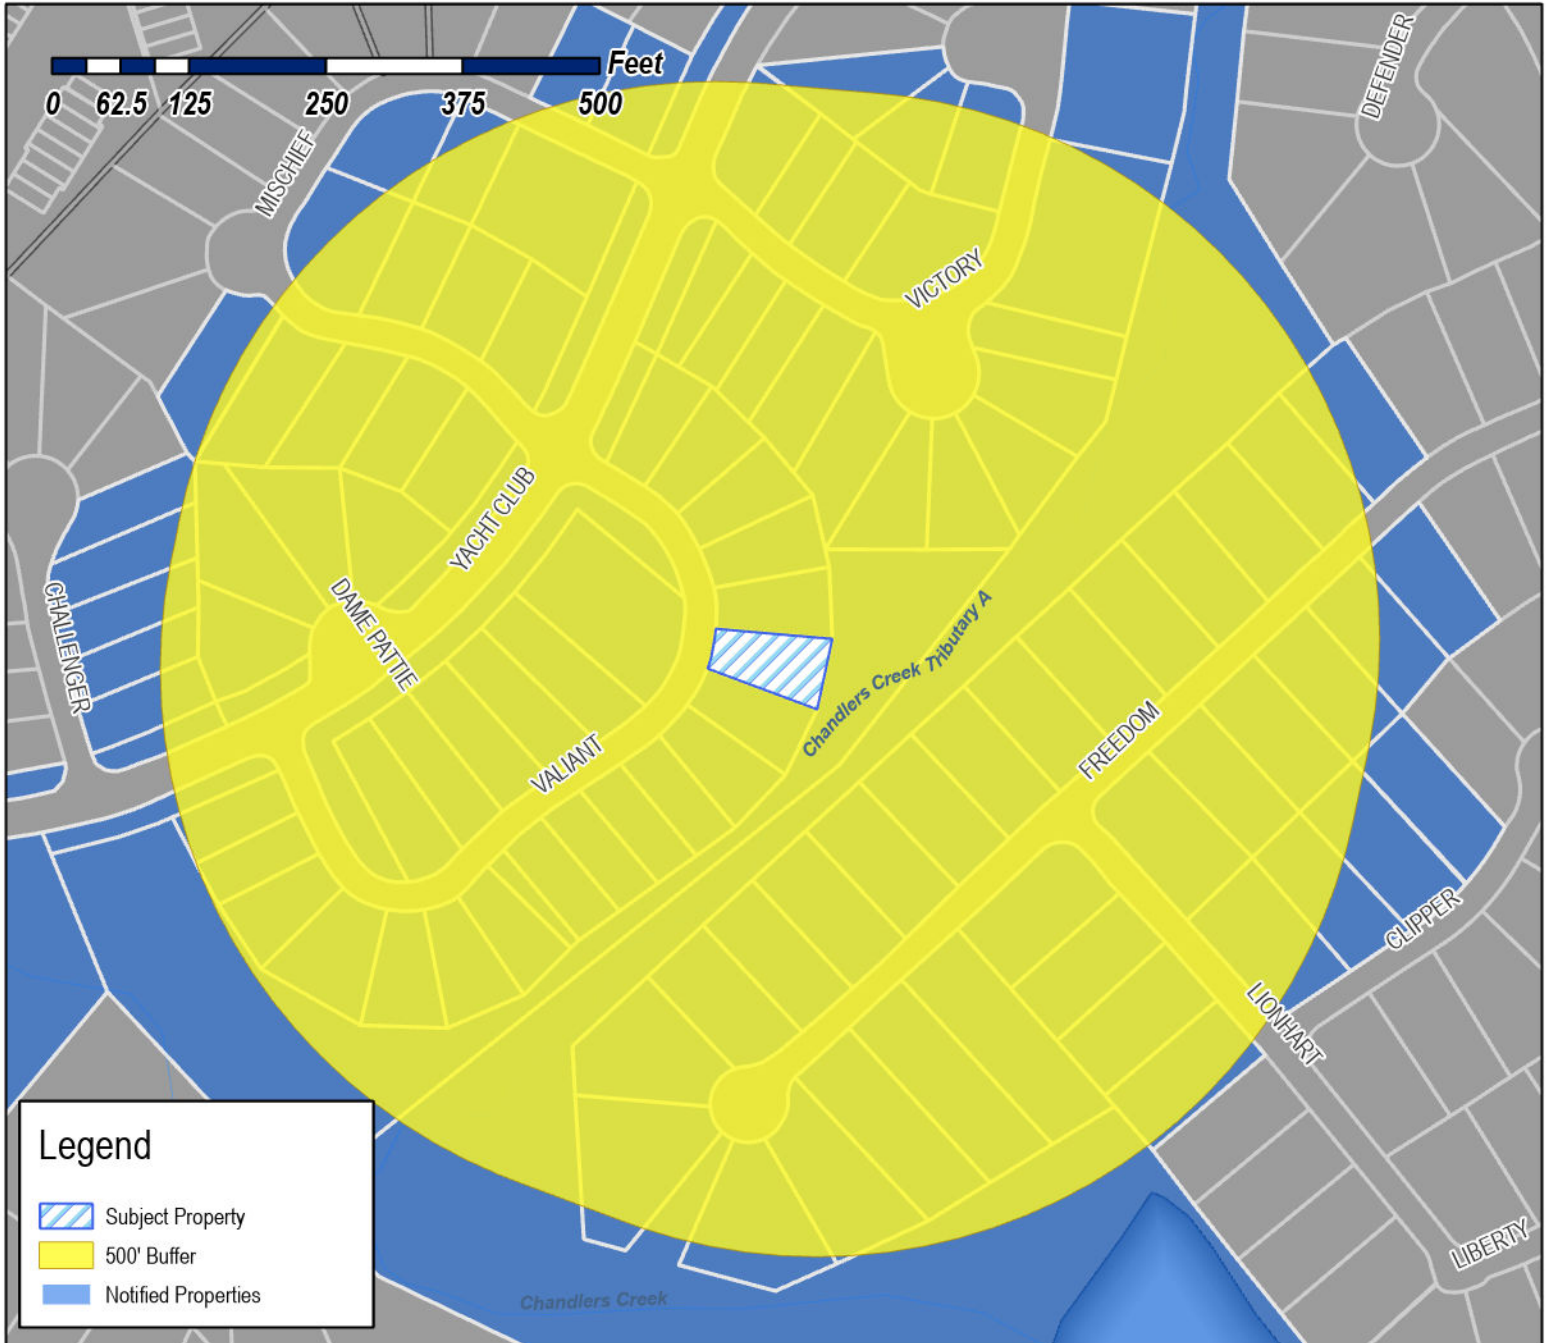 Feet
0 62.5 125 250 375 500
DEFENDER
MISCHIEF
VICTORY
YACHT CLUB
DAME PATTIE
CHALLENGER
Chandlers Creek Tributary A
FREEDOM
VALIANT
CLIPPER
LIONHART
LIBERTY
Chandlers Creek
Legend
Subject Property
500' Buffer
Notified Properties